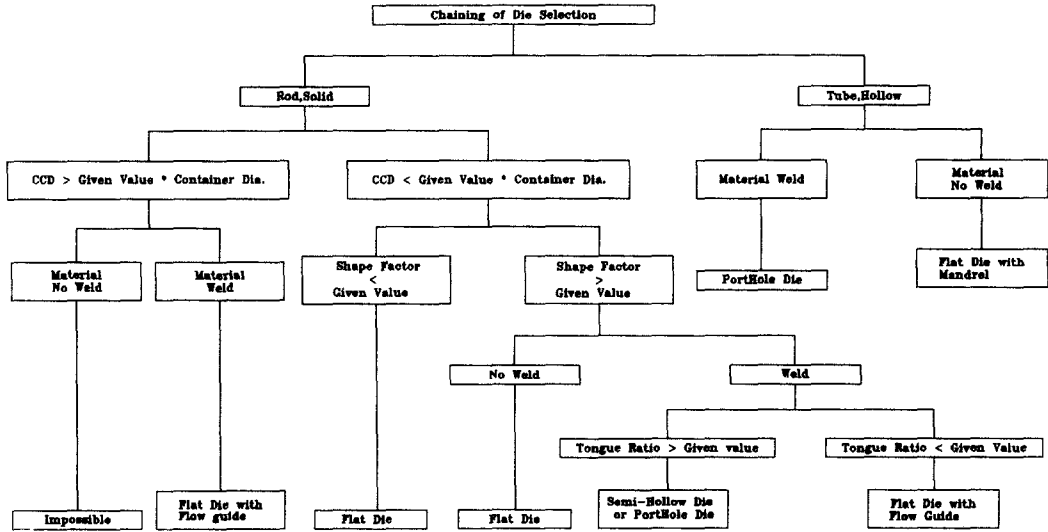 Chaining of Die Selection
Rod,Solid
Tube,Hollow
CCD > Given Value * Container Dia.
CCD < Given Value * Container Dia.
Material Weld
Material
No Weld
Material
No Weld
Material
Weld
Shape Factor
<
Given Value
Shape Factor
>
Given Value
PortHole Die
Flat Die with
Mandrel
No Weld
Weld
Tongue Ratio > Given value
Tongue Ratio < Given Value
Impossible
Flat Die with
Flow guide
Flat Die
Flat Die
Semi-Hollow Die
or PortHole Die
Flat Die with
Flow Guide